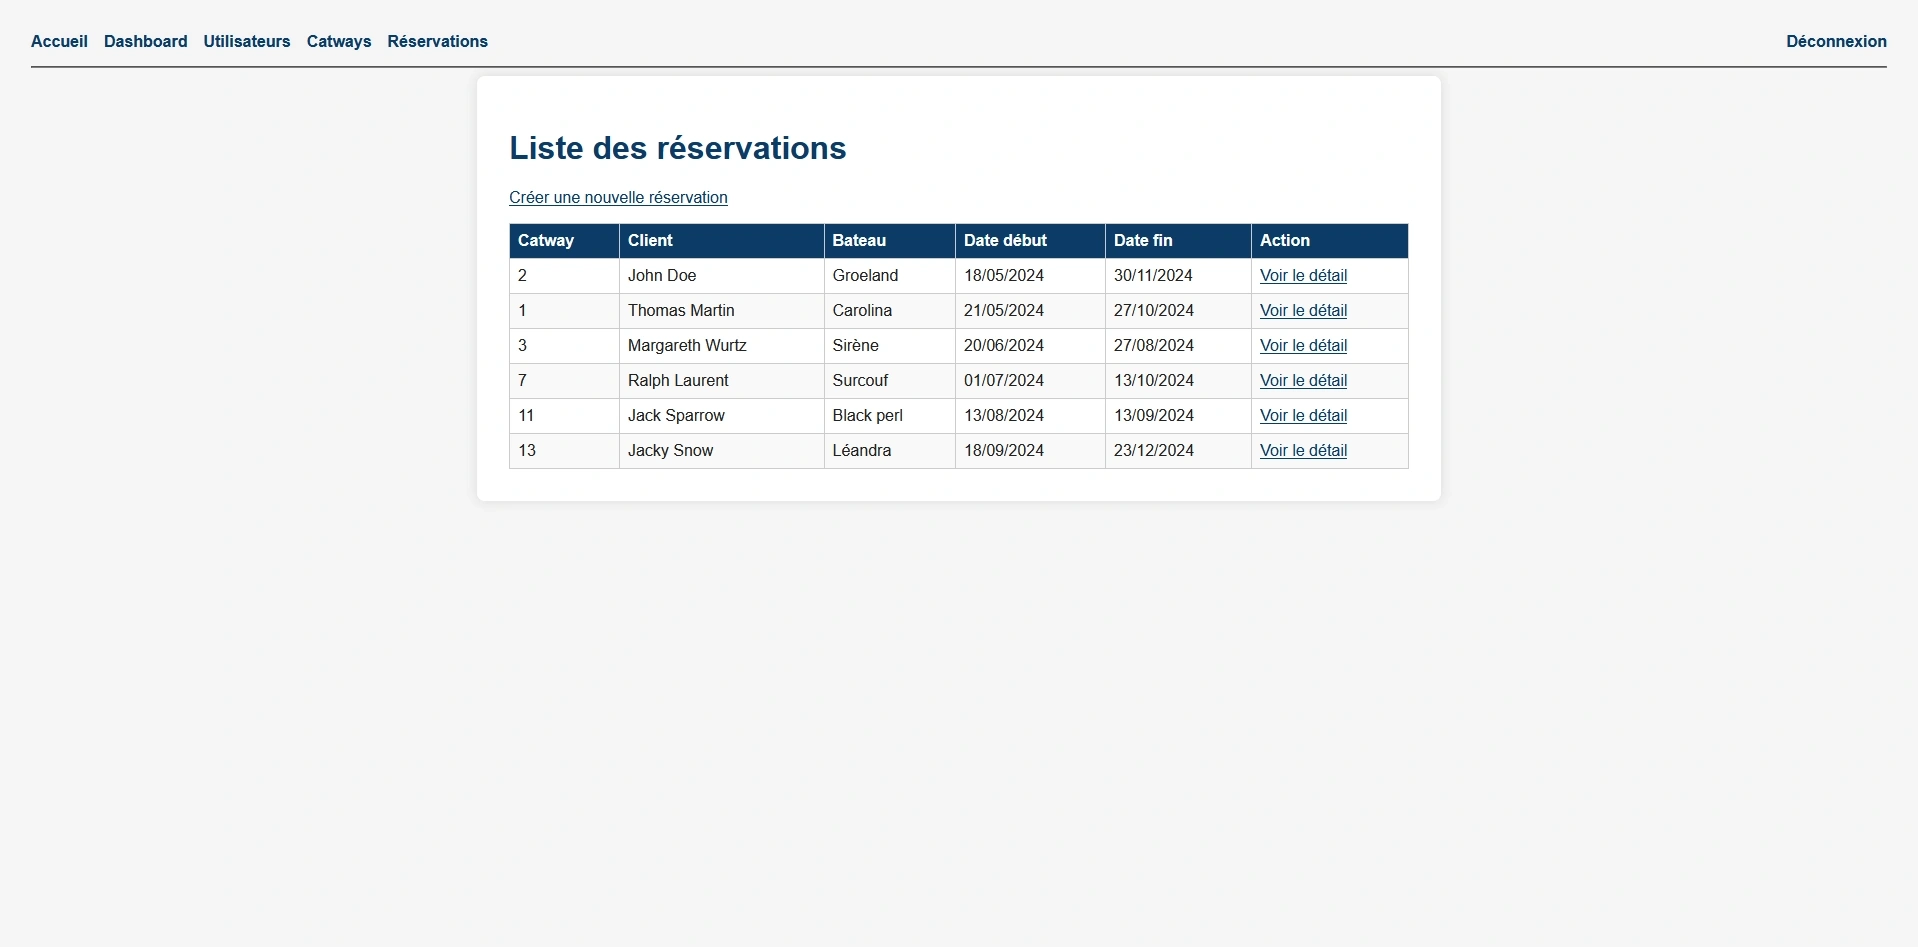 Accueil Dashboard Utilisateurs Catways Réservations Déconnexion
Liste des réservations
Créer une nouvelle réservation
Catway Client Bateau Date début Date fin Action
2 John Doe Groeland 18/05/2024 30/11/2024 Voir le détail
1 Thomas Martin Carolina 21/05/2024 27/10/2024 Voir le détail
3 Margareth Wurtz Sirène 20/06/2024 27/08/2024 Voir le détail
7 Ralph Laurent Surcouf 01/07/2024 13/10/2024 Voir le détail
11 Jack Sparrow Black perl 13/08/2024 13/09/2024 Voir le détail
13 Jacky Snow Léandra 18/09/2024 23/12/2024 Voir le détail